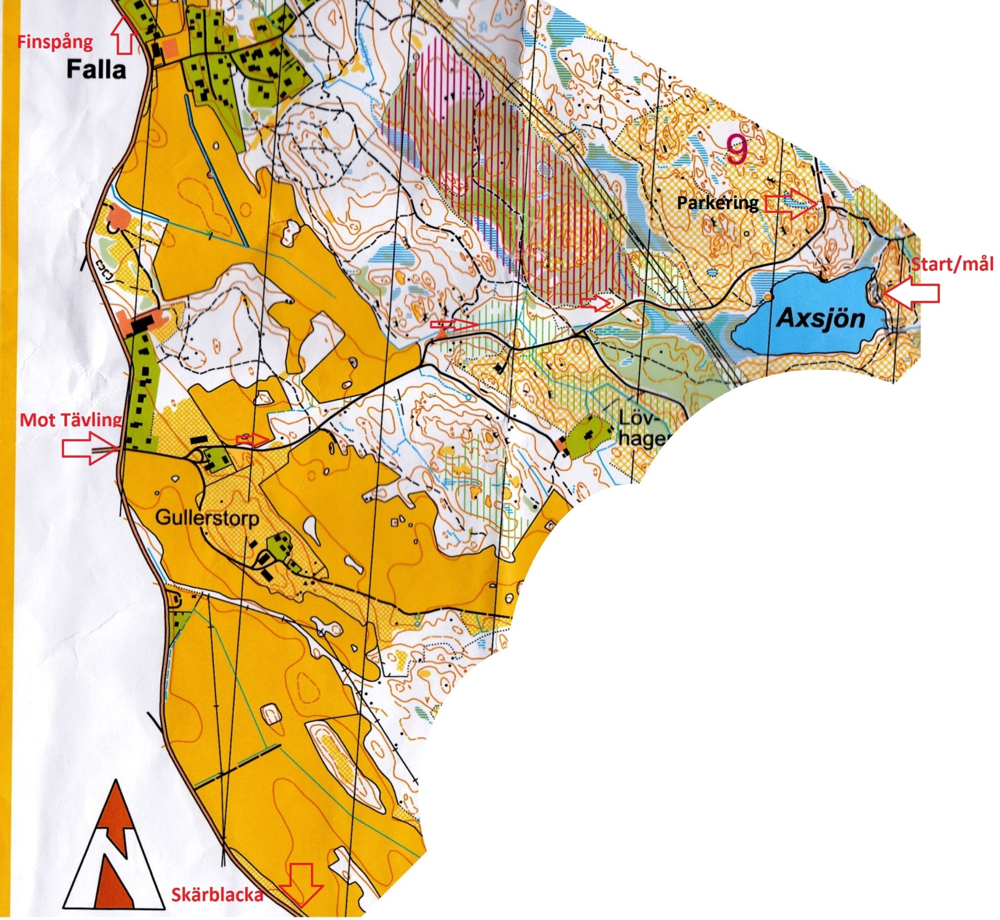 Finspång
Falla
9
Parkering
Start/mål
Axsjön
Mot Tävling
Löv-
hage
Gullerstorp
N
Skärblacka